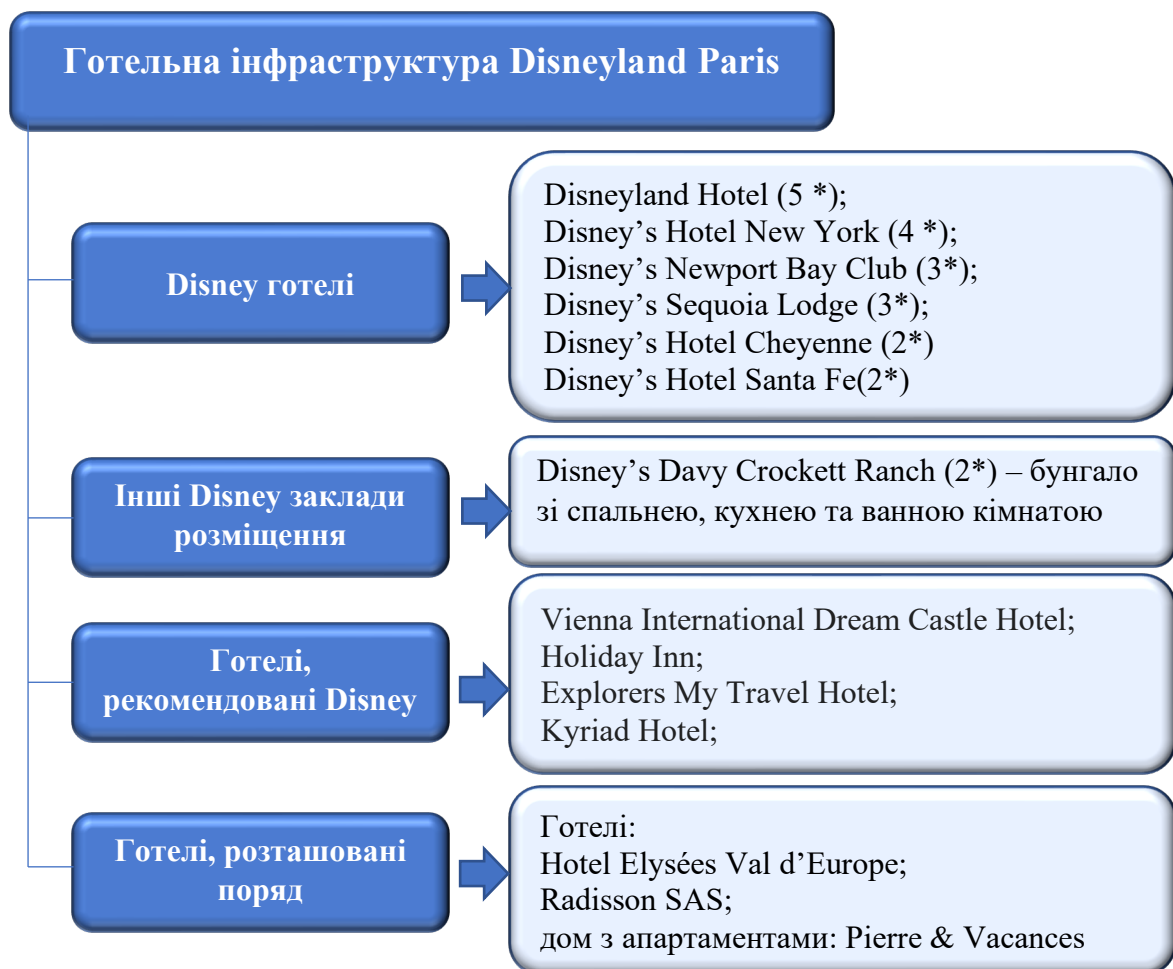 Готельна інфраструктура Disneyland Paris
Disney готелі
Disneyland Hotel (5 *);
Disney’s Hotel New York (4 *);
Disney’s Newport Bay Club (3*);
Disney’s Sequoia Lodge (3*);
Disney’s Hotel Cheyenne (2*)
Disney’s Hotel Santa Fe(2*)
Інші Disney заклади
розміщення
Disney’s Davy Crockett Ranch (2*) – бунгало
зі спальнею, кухнею та ванною кімнатою
Готелі,
рекомендовані Disney
Vienna International Dream Castle Hotel;
Holiday Inn;
Explorers My Travel Hotel;
Kyriad Hotel;
Готелі, розташовані
поряд
Готелі:
Hotel Elysées Val d’Europe;
Radisson SAS;
дом з апартаментами: Pierre & Vacances